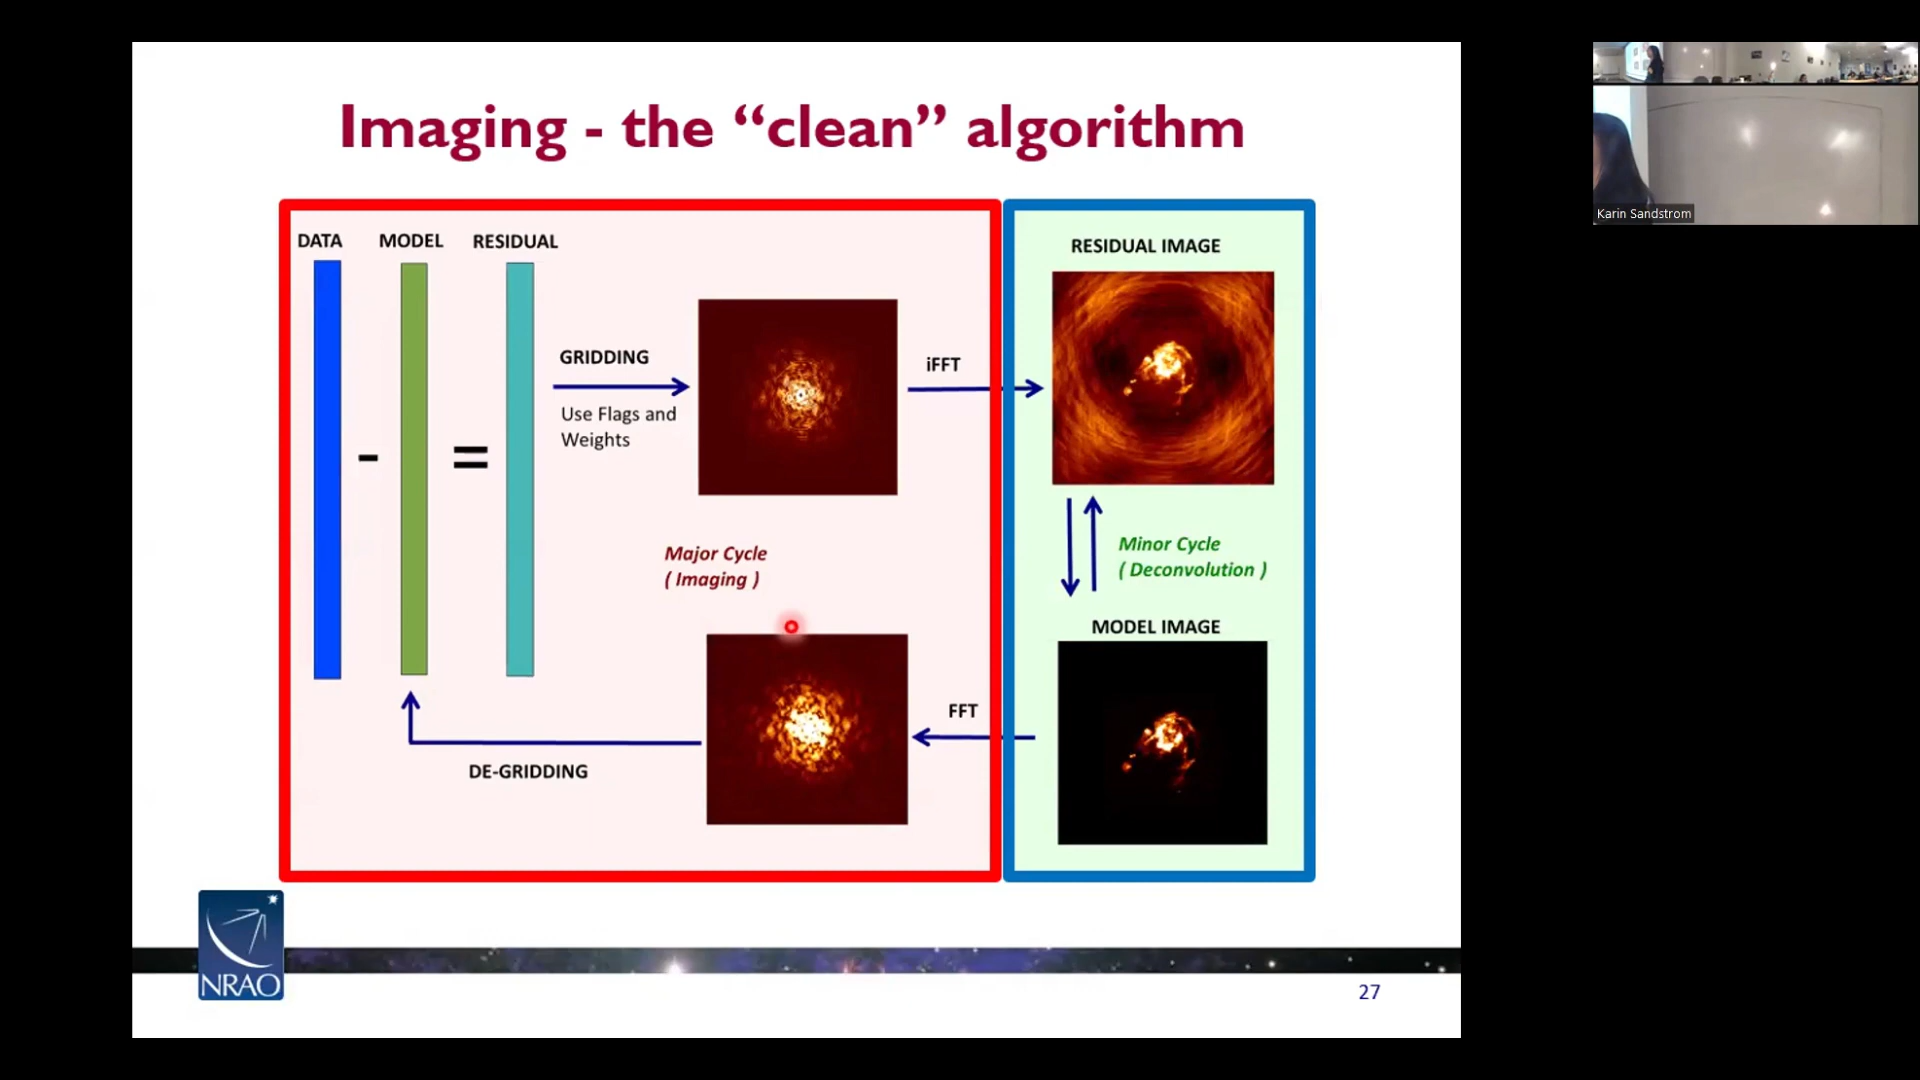 Imaging - the “clean” algorithm
DATA MODEL RESIDUAL
GRIDDING
Use Flags and
Weights
iFFT
RESIDUAL IMAGE
Major Cycle
( Imaging )
Minor Cycle
( Deconvolution )
MODEL IMAGE
FFT
DE-GRIDDING
NRAO
27
Karin Sandstrom